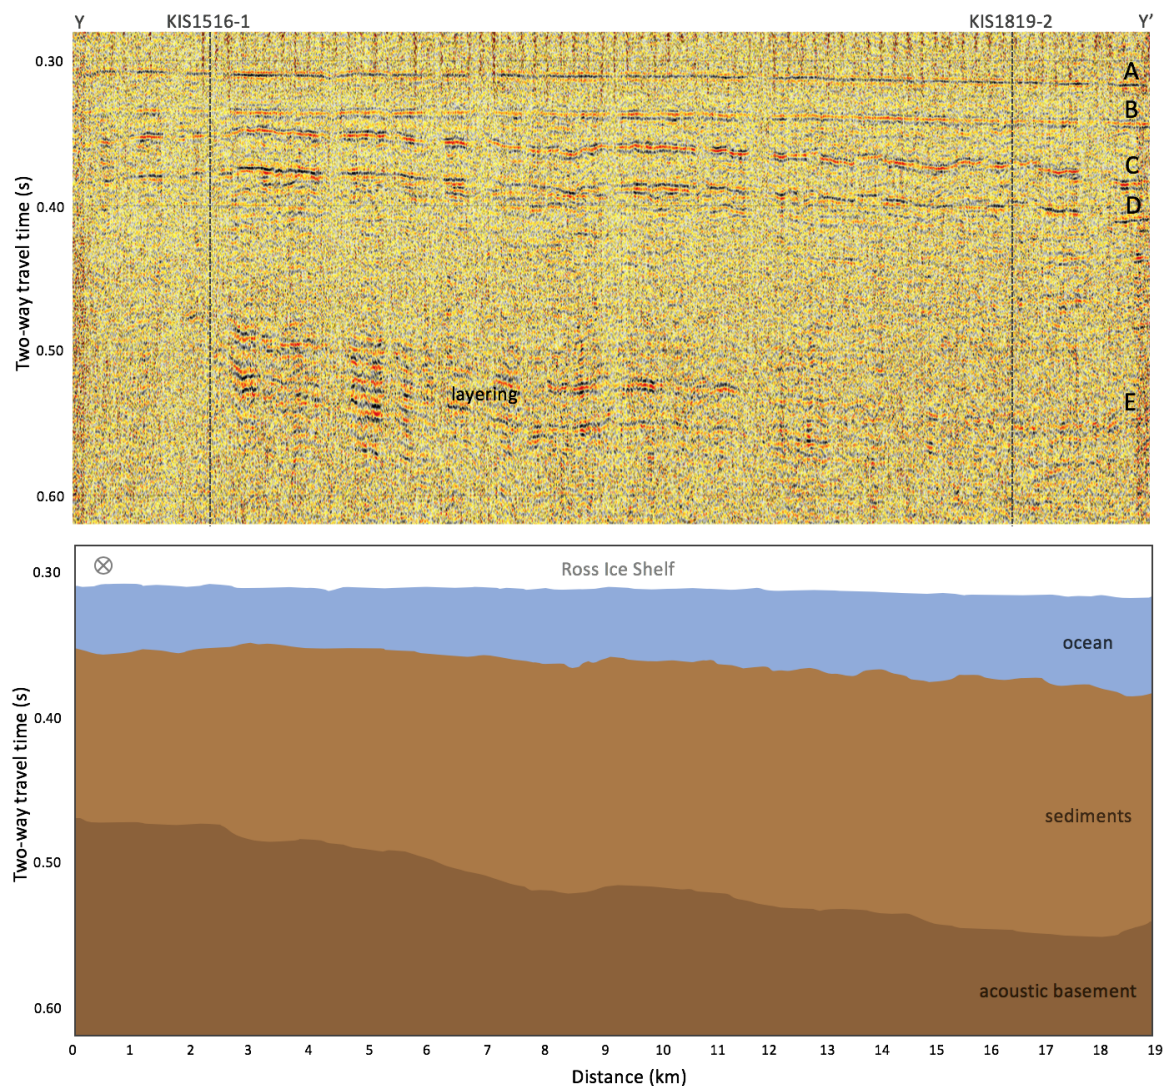 Y KIS1516-1 KIS1819-2 Y’
0.30
0.40
0.50
0.60
Two-way travel time (s)
A
B
C
D
E
layering
0.30
0.40
0.50
0.60
Two-way travel time (s)
Ross Ice Shelf
ocean
sediments
acoustic basement
0 1 2 3 4 5 6 7 8 9 10 11 12 13 14 15 16 17 18 19
Distance (km)